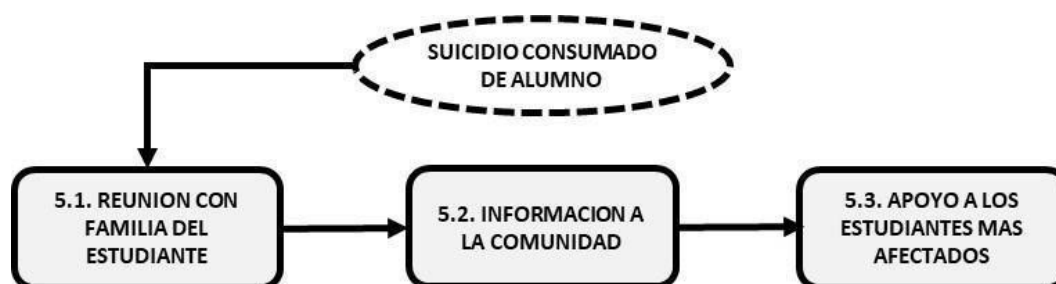 SUICIDIO CONSUMADO
DE ALUMNO
5.1. REUNION CON
FAMILIA DEL
ESTUDIANTE
5.2. INFORMACION A
LA COMUNIDAD
5.3. APOYO A LOS
ESTUDIANTES MAS
AFECTADOS